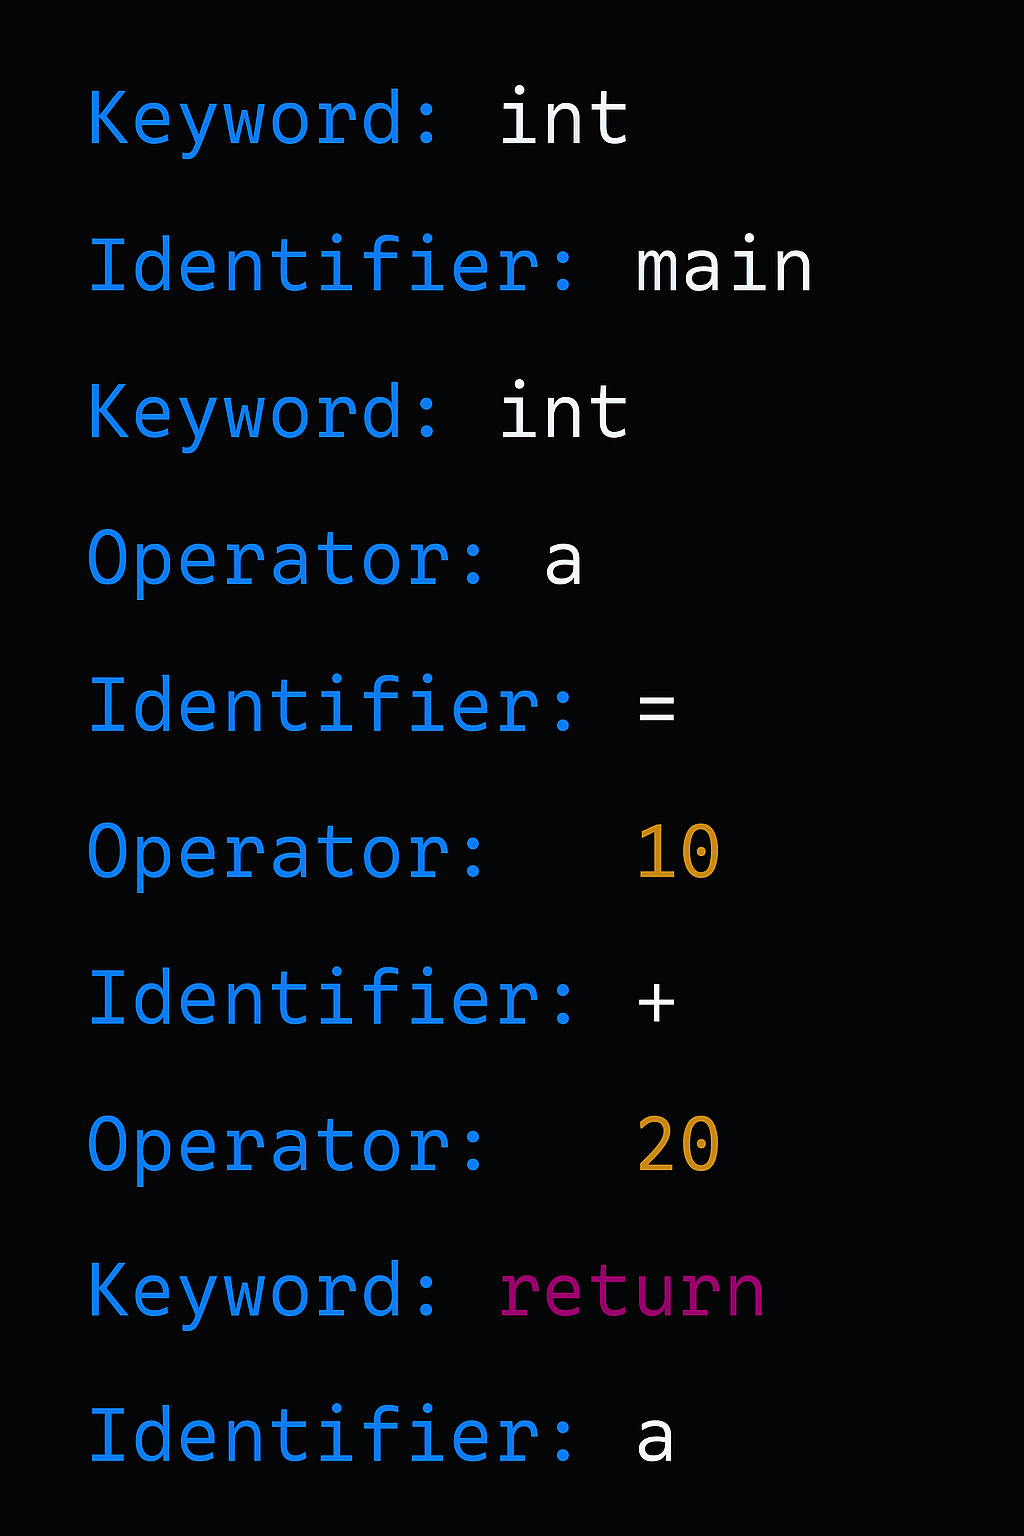 Keyword: int
Identifier: main
Keyword: int
Operator: a
Identifier: =
Operator: 10
Identifier: +
Operator: 20
Keyword: return
Identifier: a